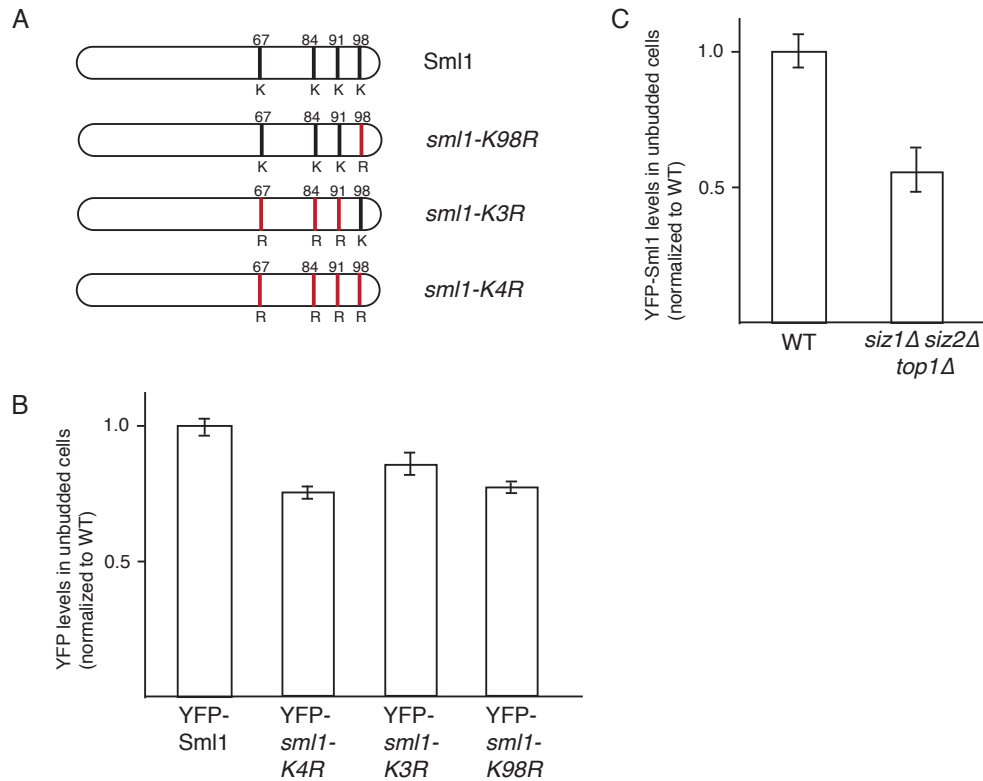 A
67 84 91 98
Sml1
K K K K
67 84 91 98
sml1-K98R
K K K R
67 84 91 98
sml1-K3R
R R R K
67 84 91 98
sml1-K4R
R R R R
B
YFP levels in unbudded cells
(normalized to WT)
1.0
0.5
YFP-
Sml1
YFP-
sml1-
K4R
YFP-
sml1-
K3R
YFP-
sml1-
K98R
C
YFP-Sml1 levels in unbudded cells
(normalized to WT)
1.0
0.5
WT
siz1Δ siz2Δ
top1Δ